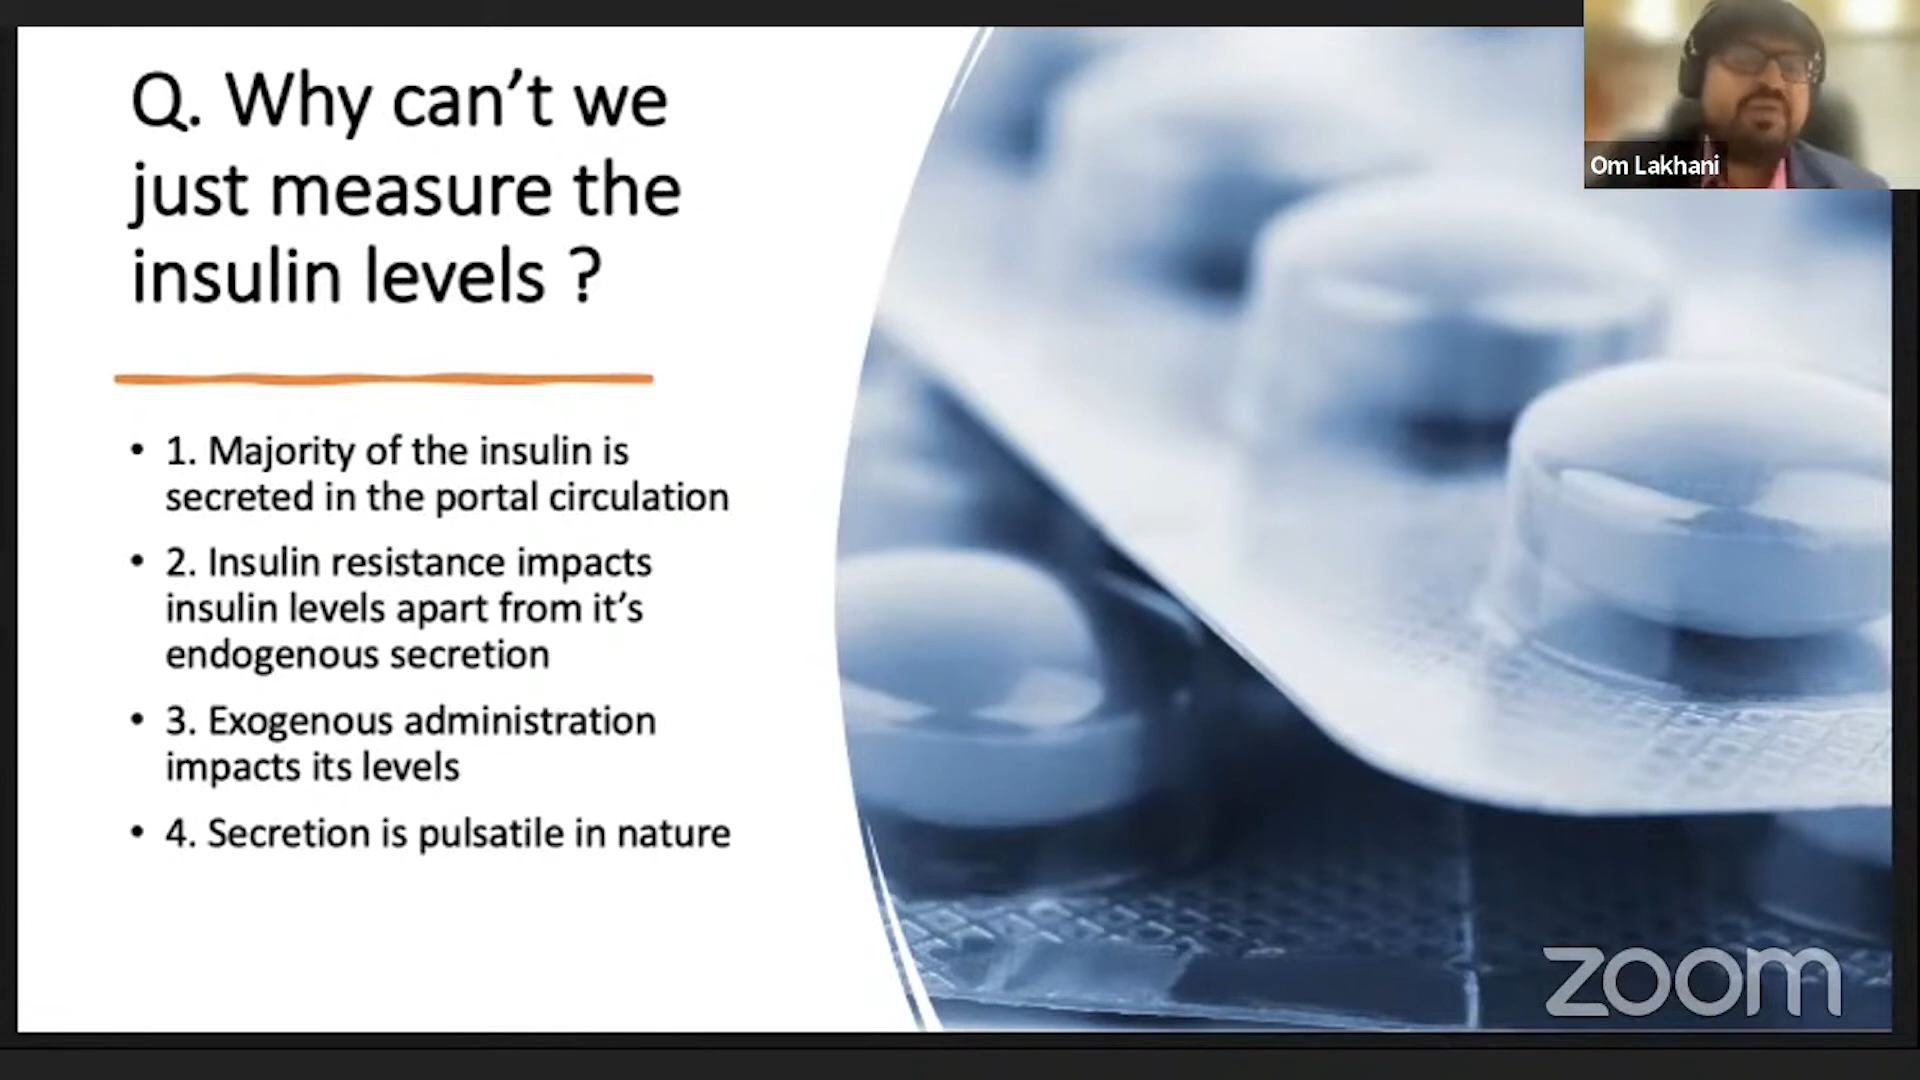 Q. Why can’t we
just measure the
insulin levels ?
• 1. Majority of the insulin is
secreted in the portal circulation
• 2. Insulin resistance impacts
insulin levels apart from it’s
endogenous secretion
• 3. Exogenous administration
impacts its levels
• 4. Secretion is pulsatile in nature
Om Lakhani
zoom